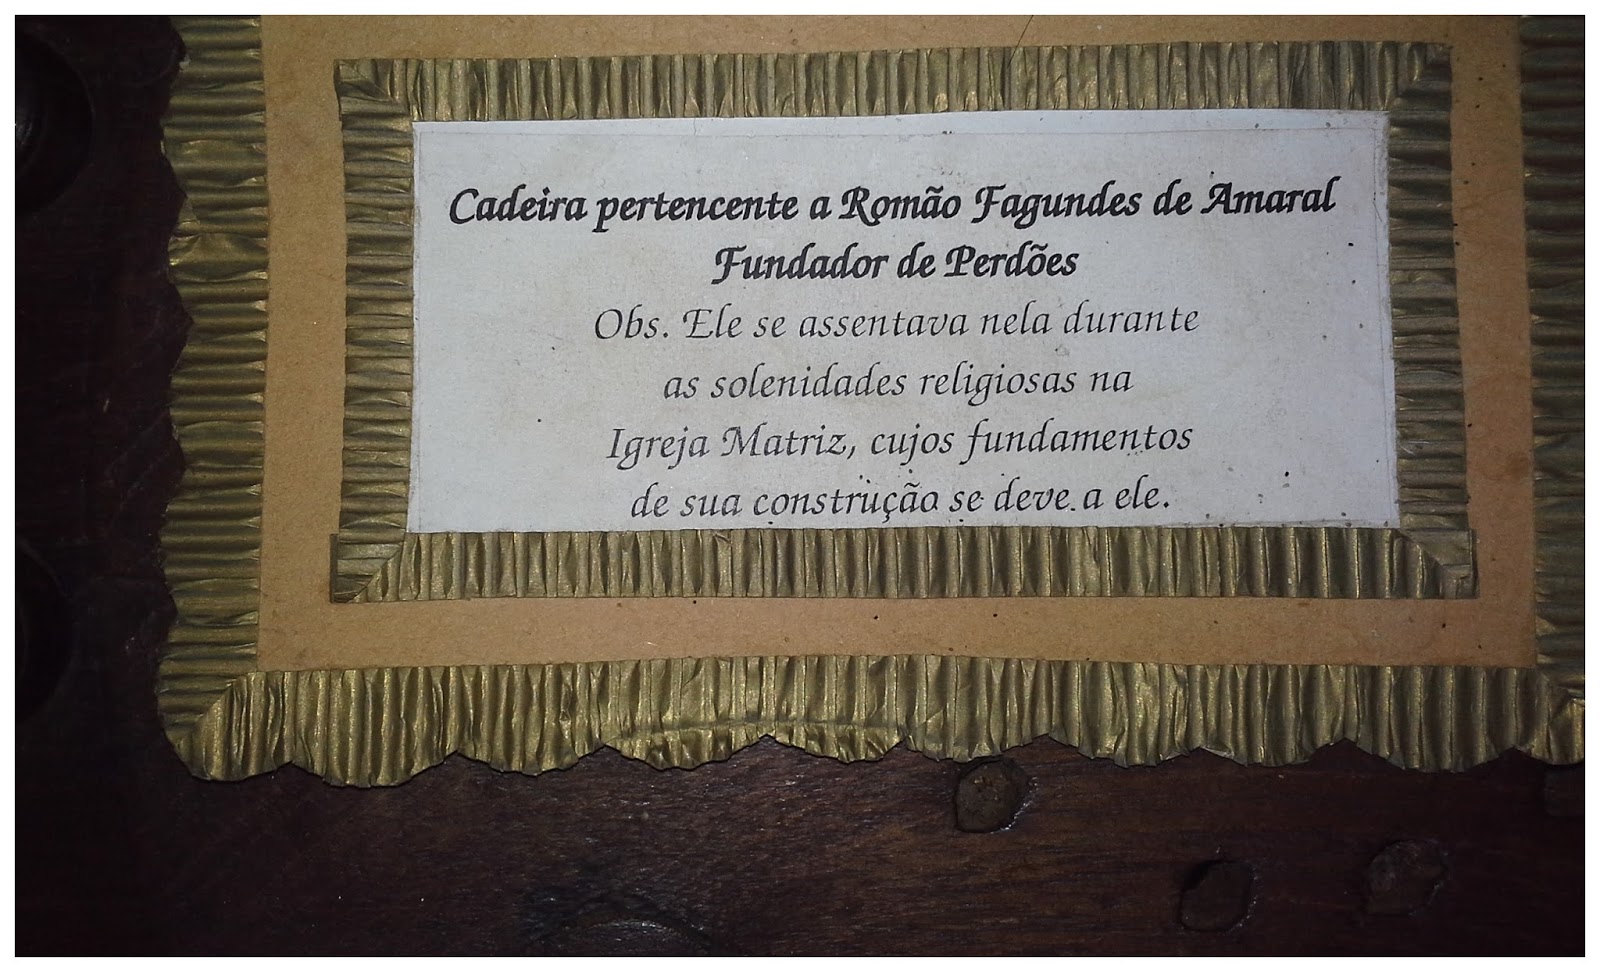 Cadeira pertencente a Romão Fagundes de Amaral
Fundador de Perdões
Obs. Ele se assentava nela durante
as solenidades religiosas na
Igreja Matriz, cujos fundamentos
de sua construção se deve a ele.